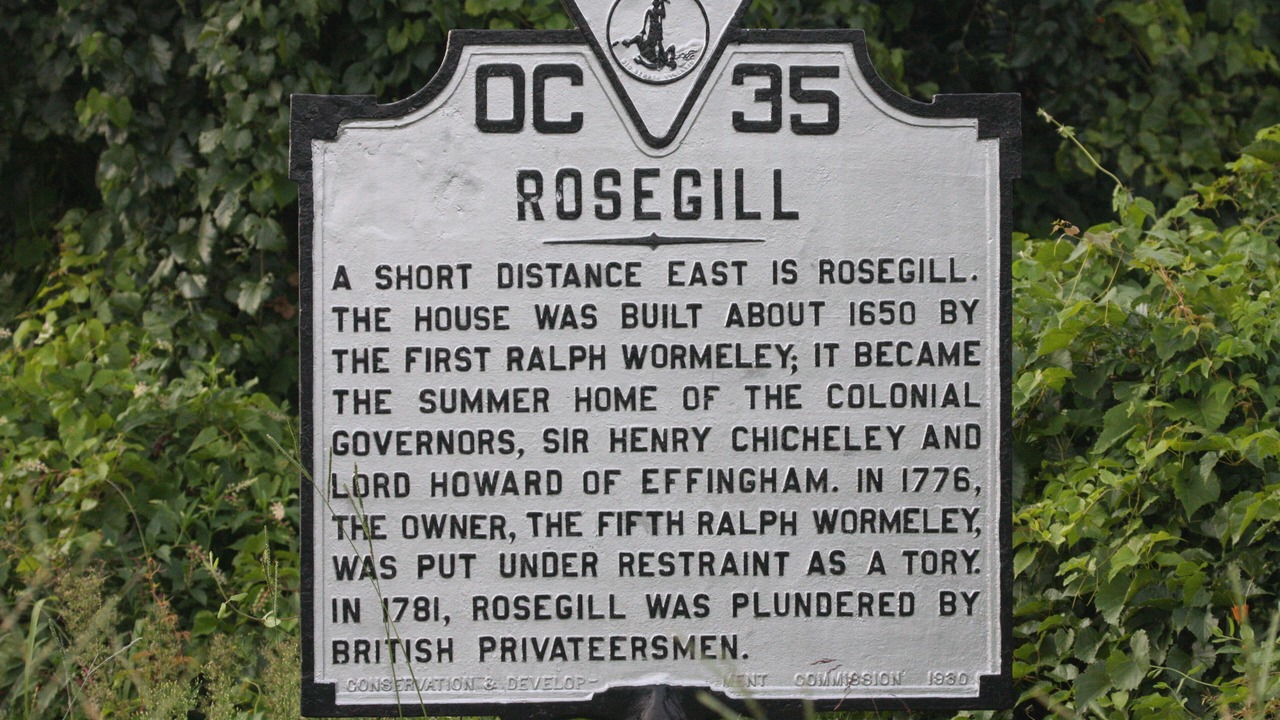 OC 35
ROSEGILL
A SHORT DISTANCE EAST IS ROSEGILL.
THE HOUSE WAS BUILT ABOUT 1650 BY
THE FIRST RALPH WORMELEY; IT BECAME
THE SUMMER HOME OF THE COLONIAL
GOVERNORS, SIR HENRY CHICHELEY AND
LORD HOWARD OF EFFINGHAM. IN 1776,
THE OWNER, THE FIFTH RALPH WORMELEY,
WAS PUT UNDER RESTRAINT AS A TORY.
IN 1781, ROSEGILL WAS PLUNDERED BY
BRITISH PRIVATEERSMEN.
CONSERVATION & DEVELOP- MENT COMMISSION 1930